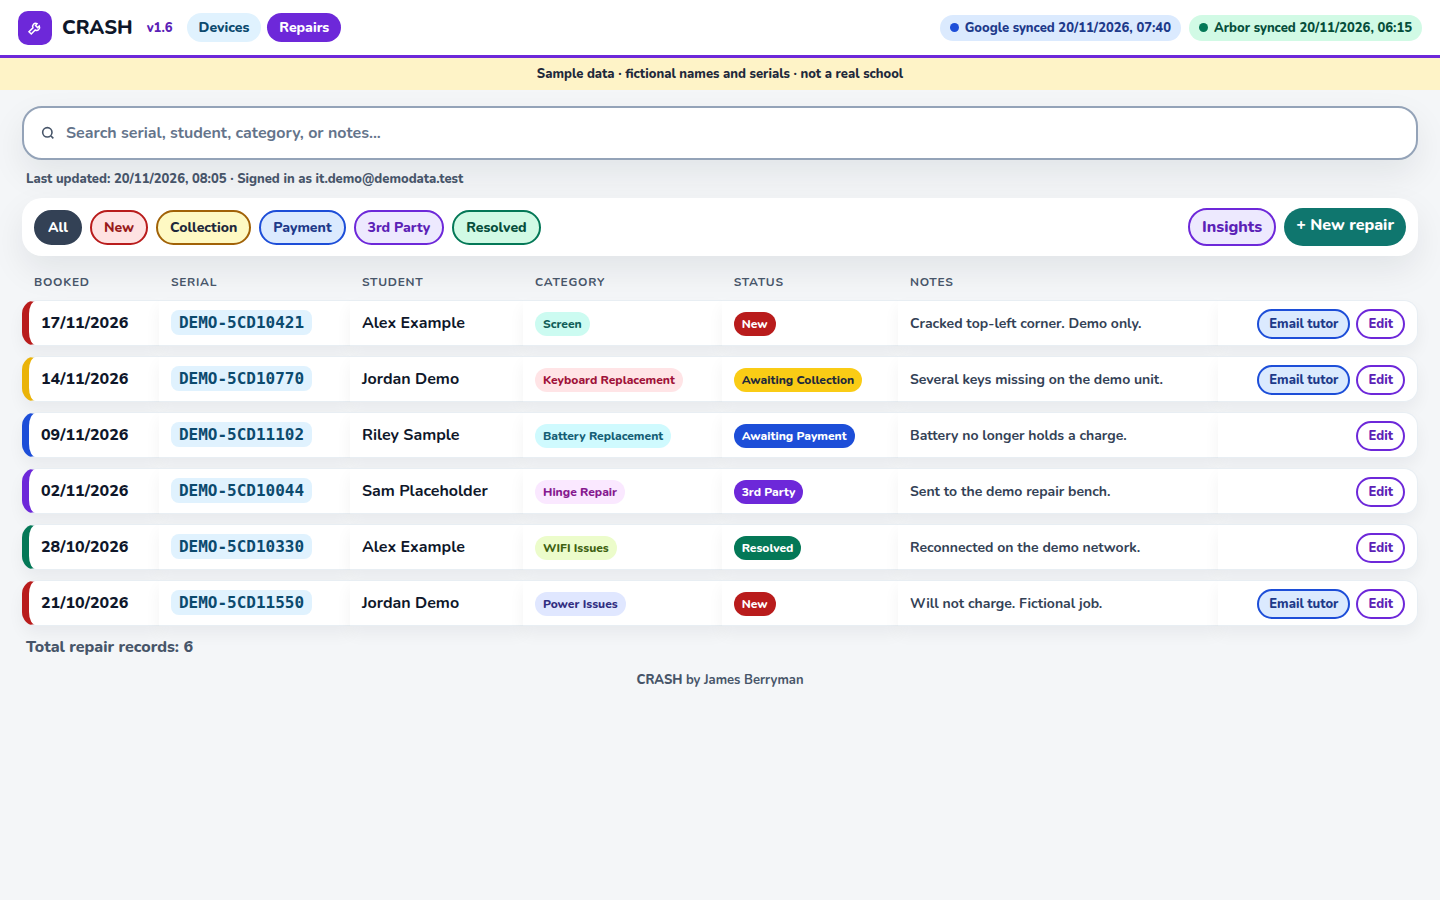 CRASH v1.6 Devices Repairs Google synced 20/11/2026, 07:40 Arbor synced 20/11/2026, 06:15
Sample data · fictional names and serials · not a real school
Search serial, student, category, or notes...
Last updated: 20/11/2026, 08:05 · Signed in as it.demo@demodata.test
All New Collection Payment 3rd Party Resolved Insights + New repair
BOOKED SERIAL STUDENT CATEGORY STATUS NOTES
17/11/2026 DEMO-5CD10421 Alex Example Screen New Cracked top-left corner. Demo only. Email tutor Edit
14/11/2026 DEMO-5CD10770 Jordan Demo Keyboard Replacement Awaiting Collection Several keys missing on the demo unit. Email tutor Edit
09/11/2026 DEMO-5CD11102 Riley Sample Battery Replacement Awaiting Payment Battery no longer holds a charge. Edit
02/11/2026 DEMO-5CD10044 Sam Placeholder Hinge Repair 3rd Party Sent to the demo repair bench. Edit
28/10/2026 DEMO-5CD10330 Alex Example WIFI Issues Resolved Reconnected on the demo network. Edit
21/10/2026 DEMO-5CD11550 Jordan Demo Power Issues New Will not charge. Fictional job. Email tutor Edit
Total repair records: 6
CRASH by James Berryman